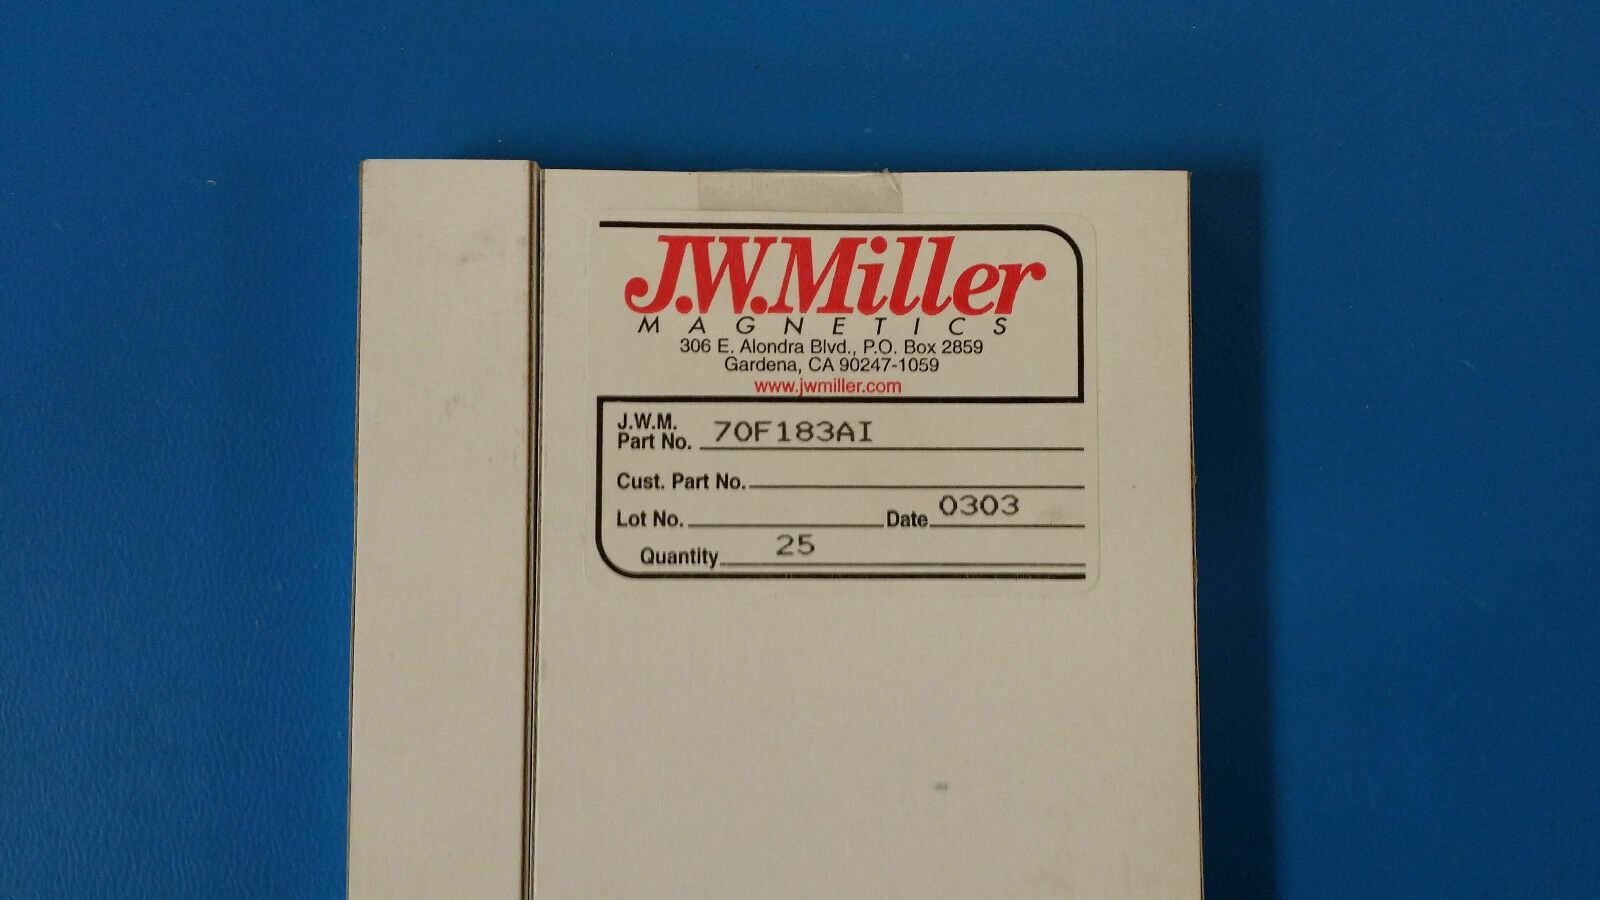 J.W.Miller
MAGNETICS
306 E. Alondra Blvd., P.O. Box 2859
Gardena, CA 90247-1059
www.jwmiller.com
J.W.M.
Part No. 70F183AI
Cust. Part No.
Lot No. Date 0303
Quantity 25